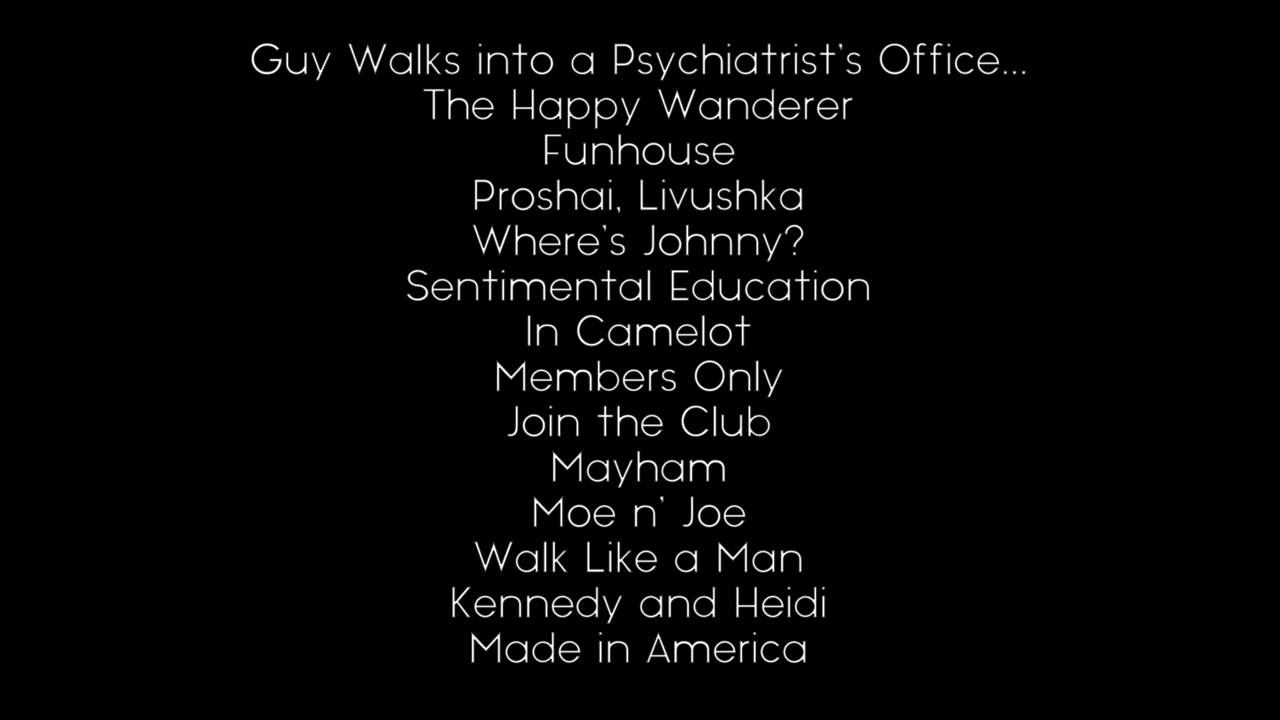 Guy Walks into a Psychiatrist's Office...
The Happy Wanderer
Funhouse
Proshai, Livushka
Where's Johnny?
Sentimental Education
In Camelot
Members Only
Join the Club
Mayham
Moe n' Joe
Walk Like a Man
Kennedy and Heidi
Made in America